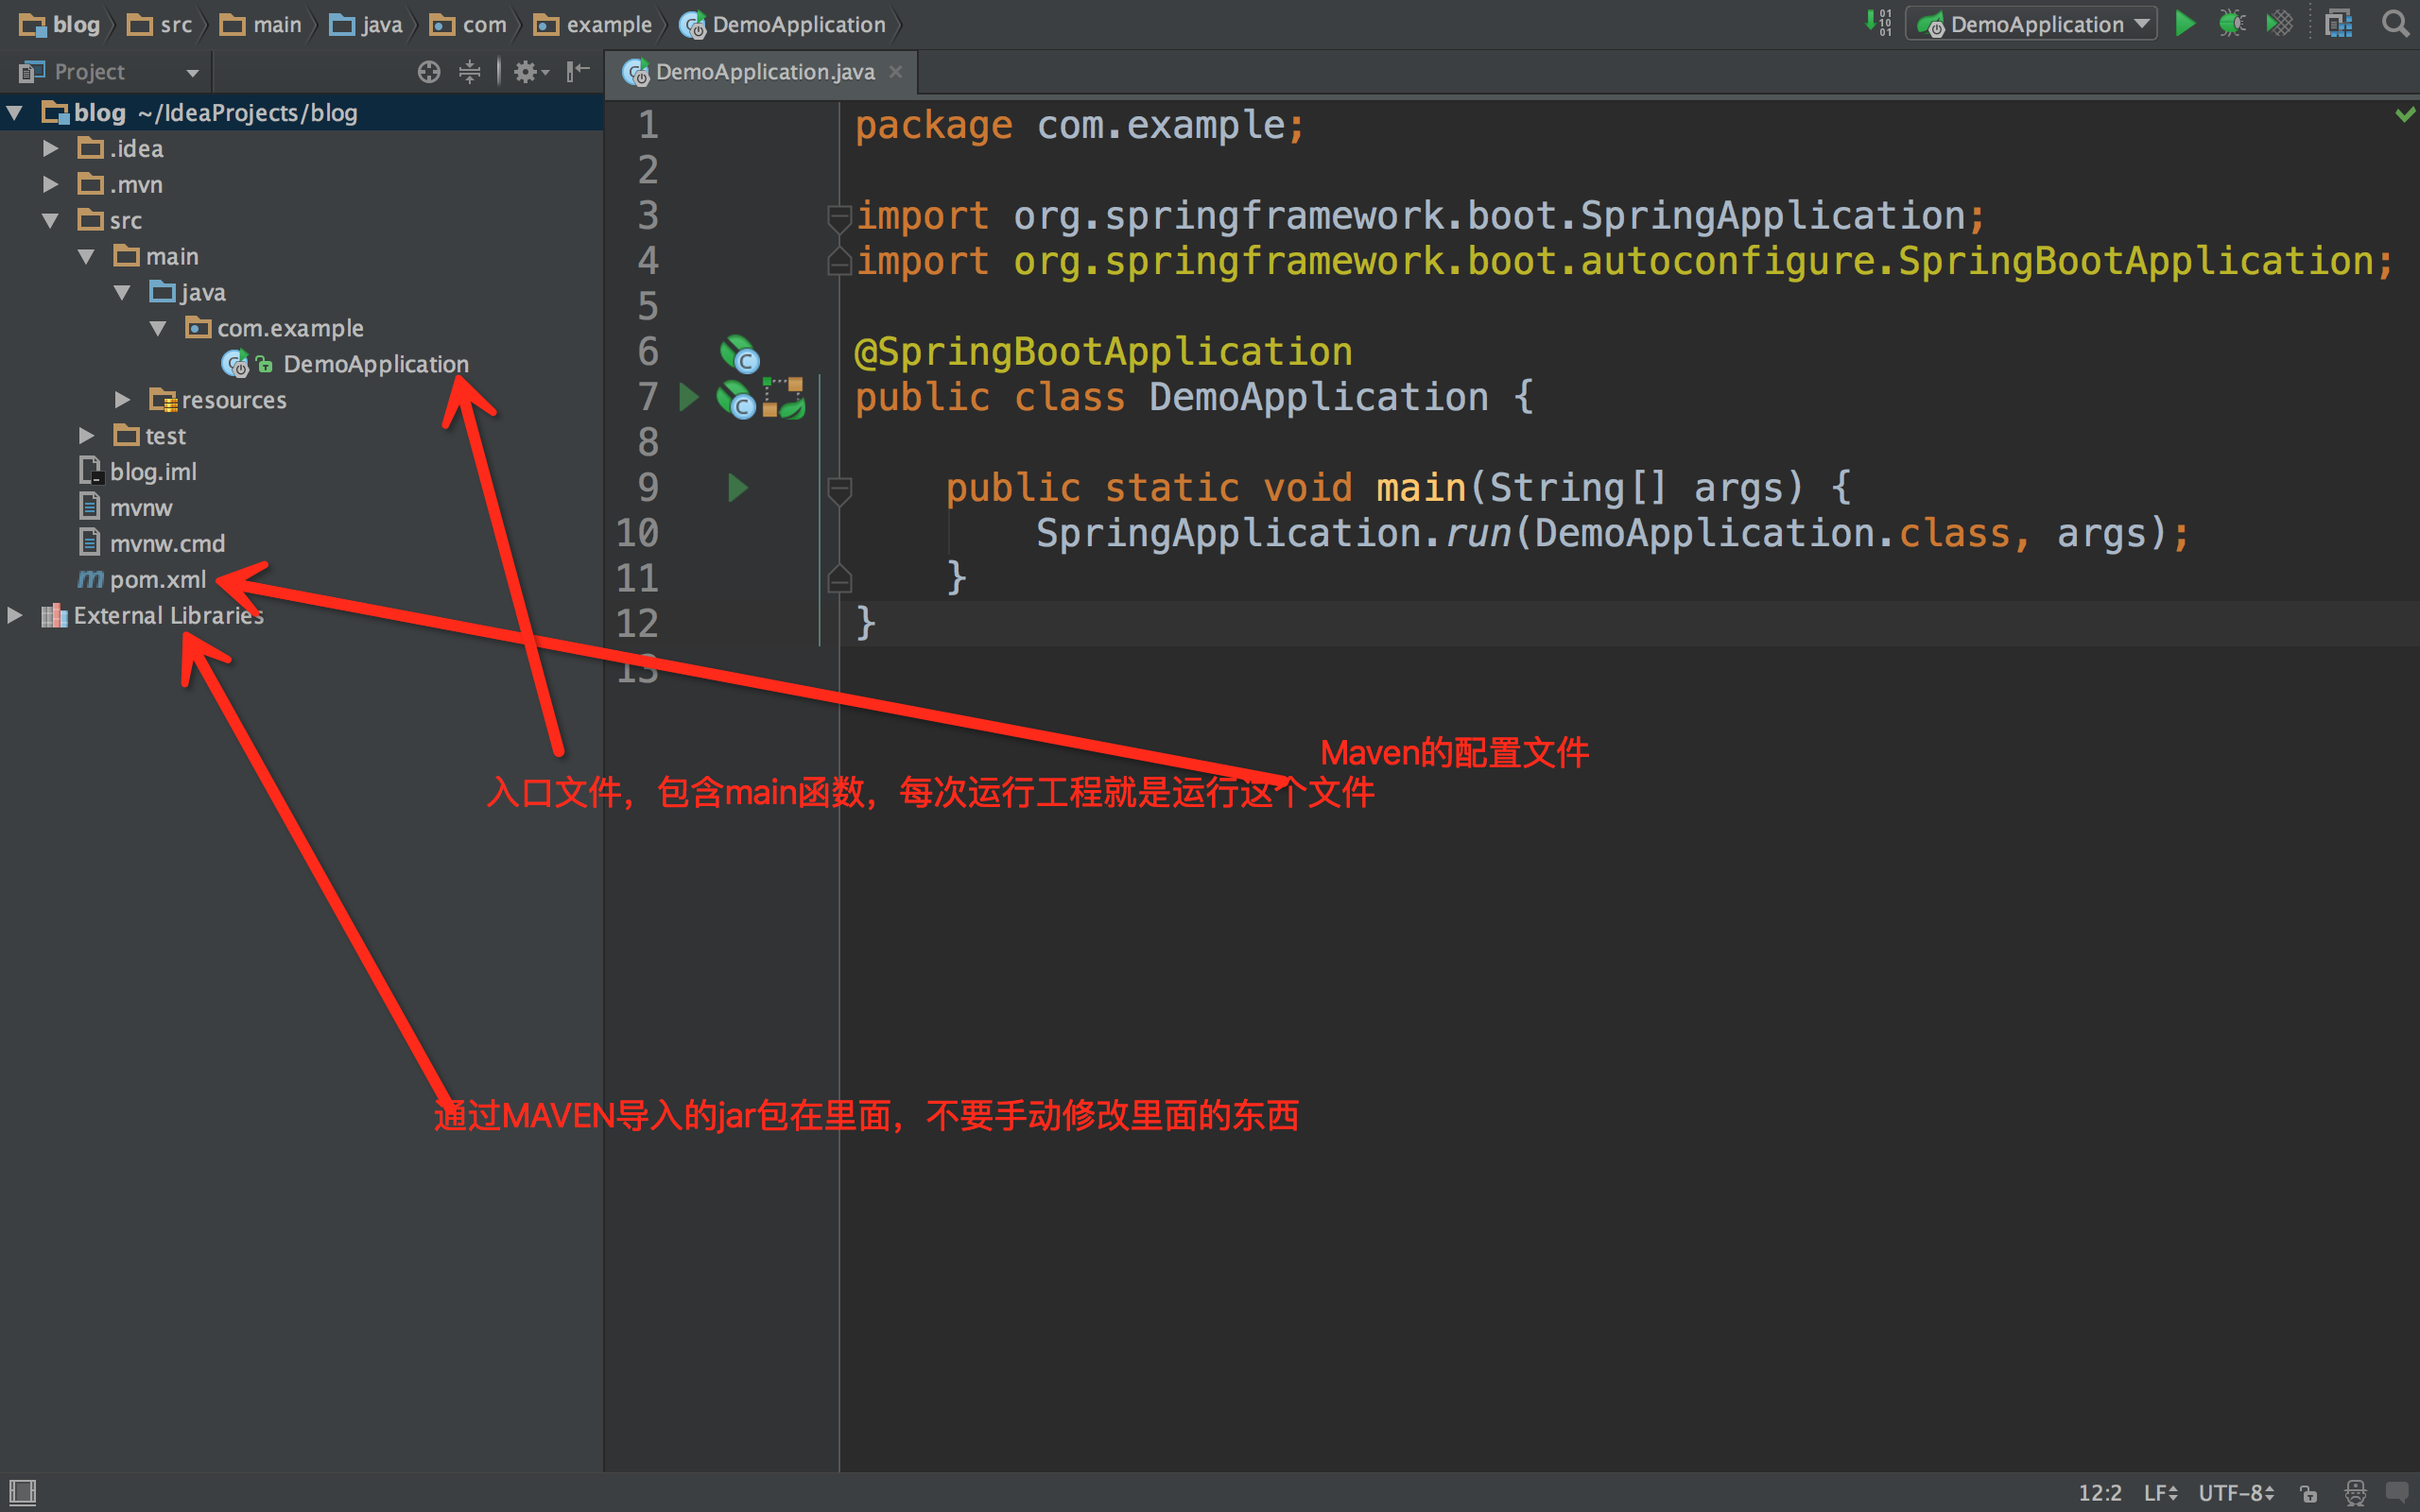 blog src main java com example DemoApplication
DemoApplication
Project
DemoApplication.java
blog ~/IdeaProjects/blog
.idea
.mvn
src
main
java
com.example
DemoApplication
resources
test
blog.iml
mvnw
mvnw.cmd
pom.xml
External Libraries
1 package com.example;
2
3 import org.springframework.boot.SpringApplication;
4 import org.springframework.boot.autoconfigure.SpringBootApplication;
5
6 @SpringBootApplication
7 public class DemoApplication {
8
9 public static void main(String[] args) {
10 SpringApplication.run(DemoApplication.class, args);
11 }
12 }
13
Maven的配置文件
入口文件，包含main函数，每次运行工程就是运行这个文件
通过MAVEN导入的jar包在里面，不要手动修改里面的东西
12:2 LF UTF-8